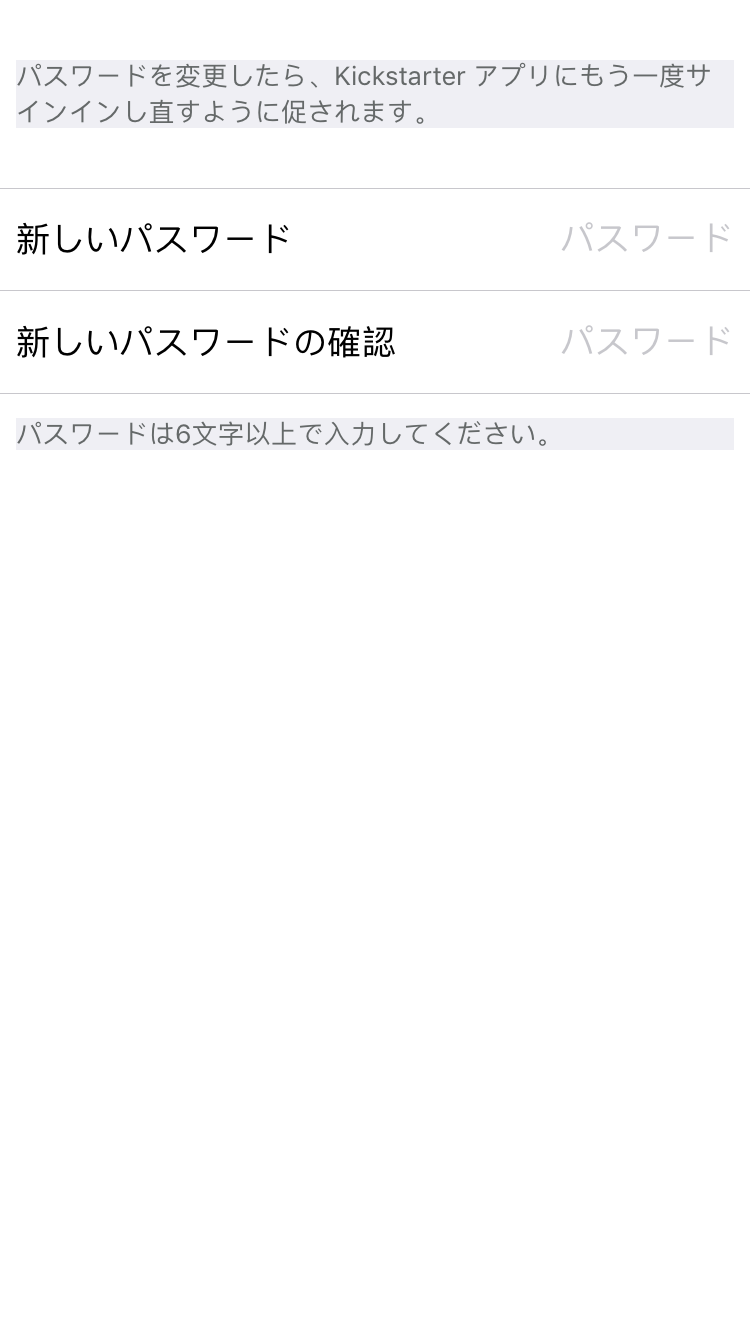 パスワードを変更したら、Kickstarter アプリにもう一度サ
インインし直すように促されます。
新しいパスワード パスワード
新しいパスワードの確認 パスワード
パスワードは6文字以上で入力してください。